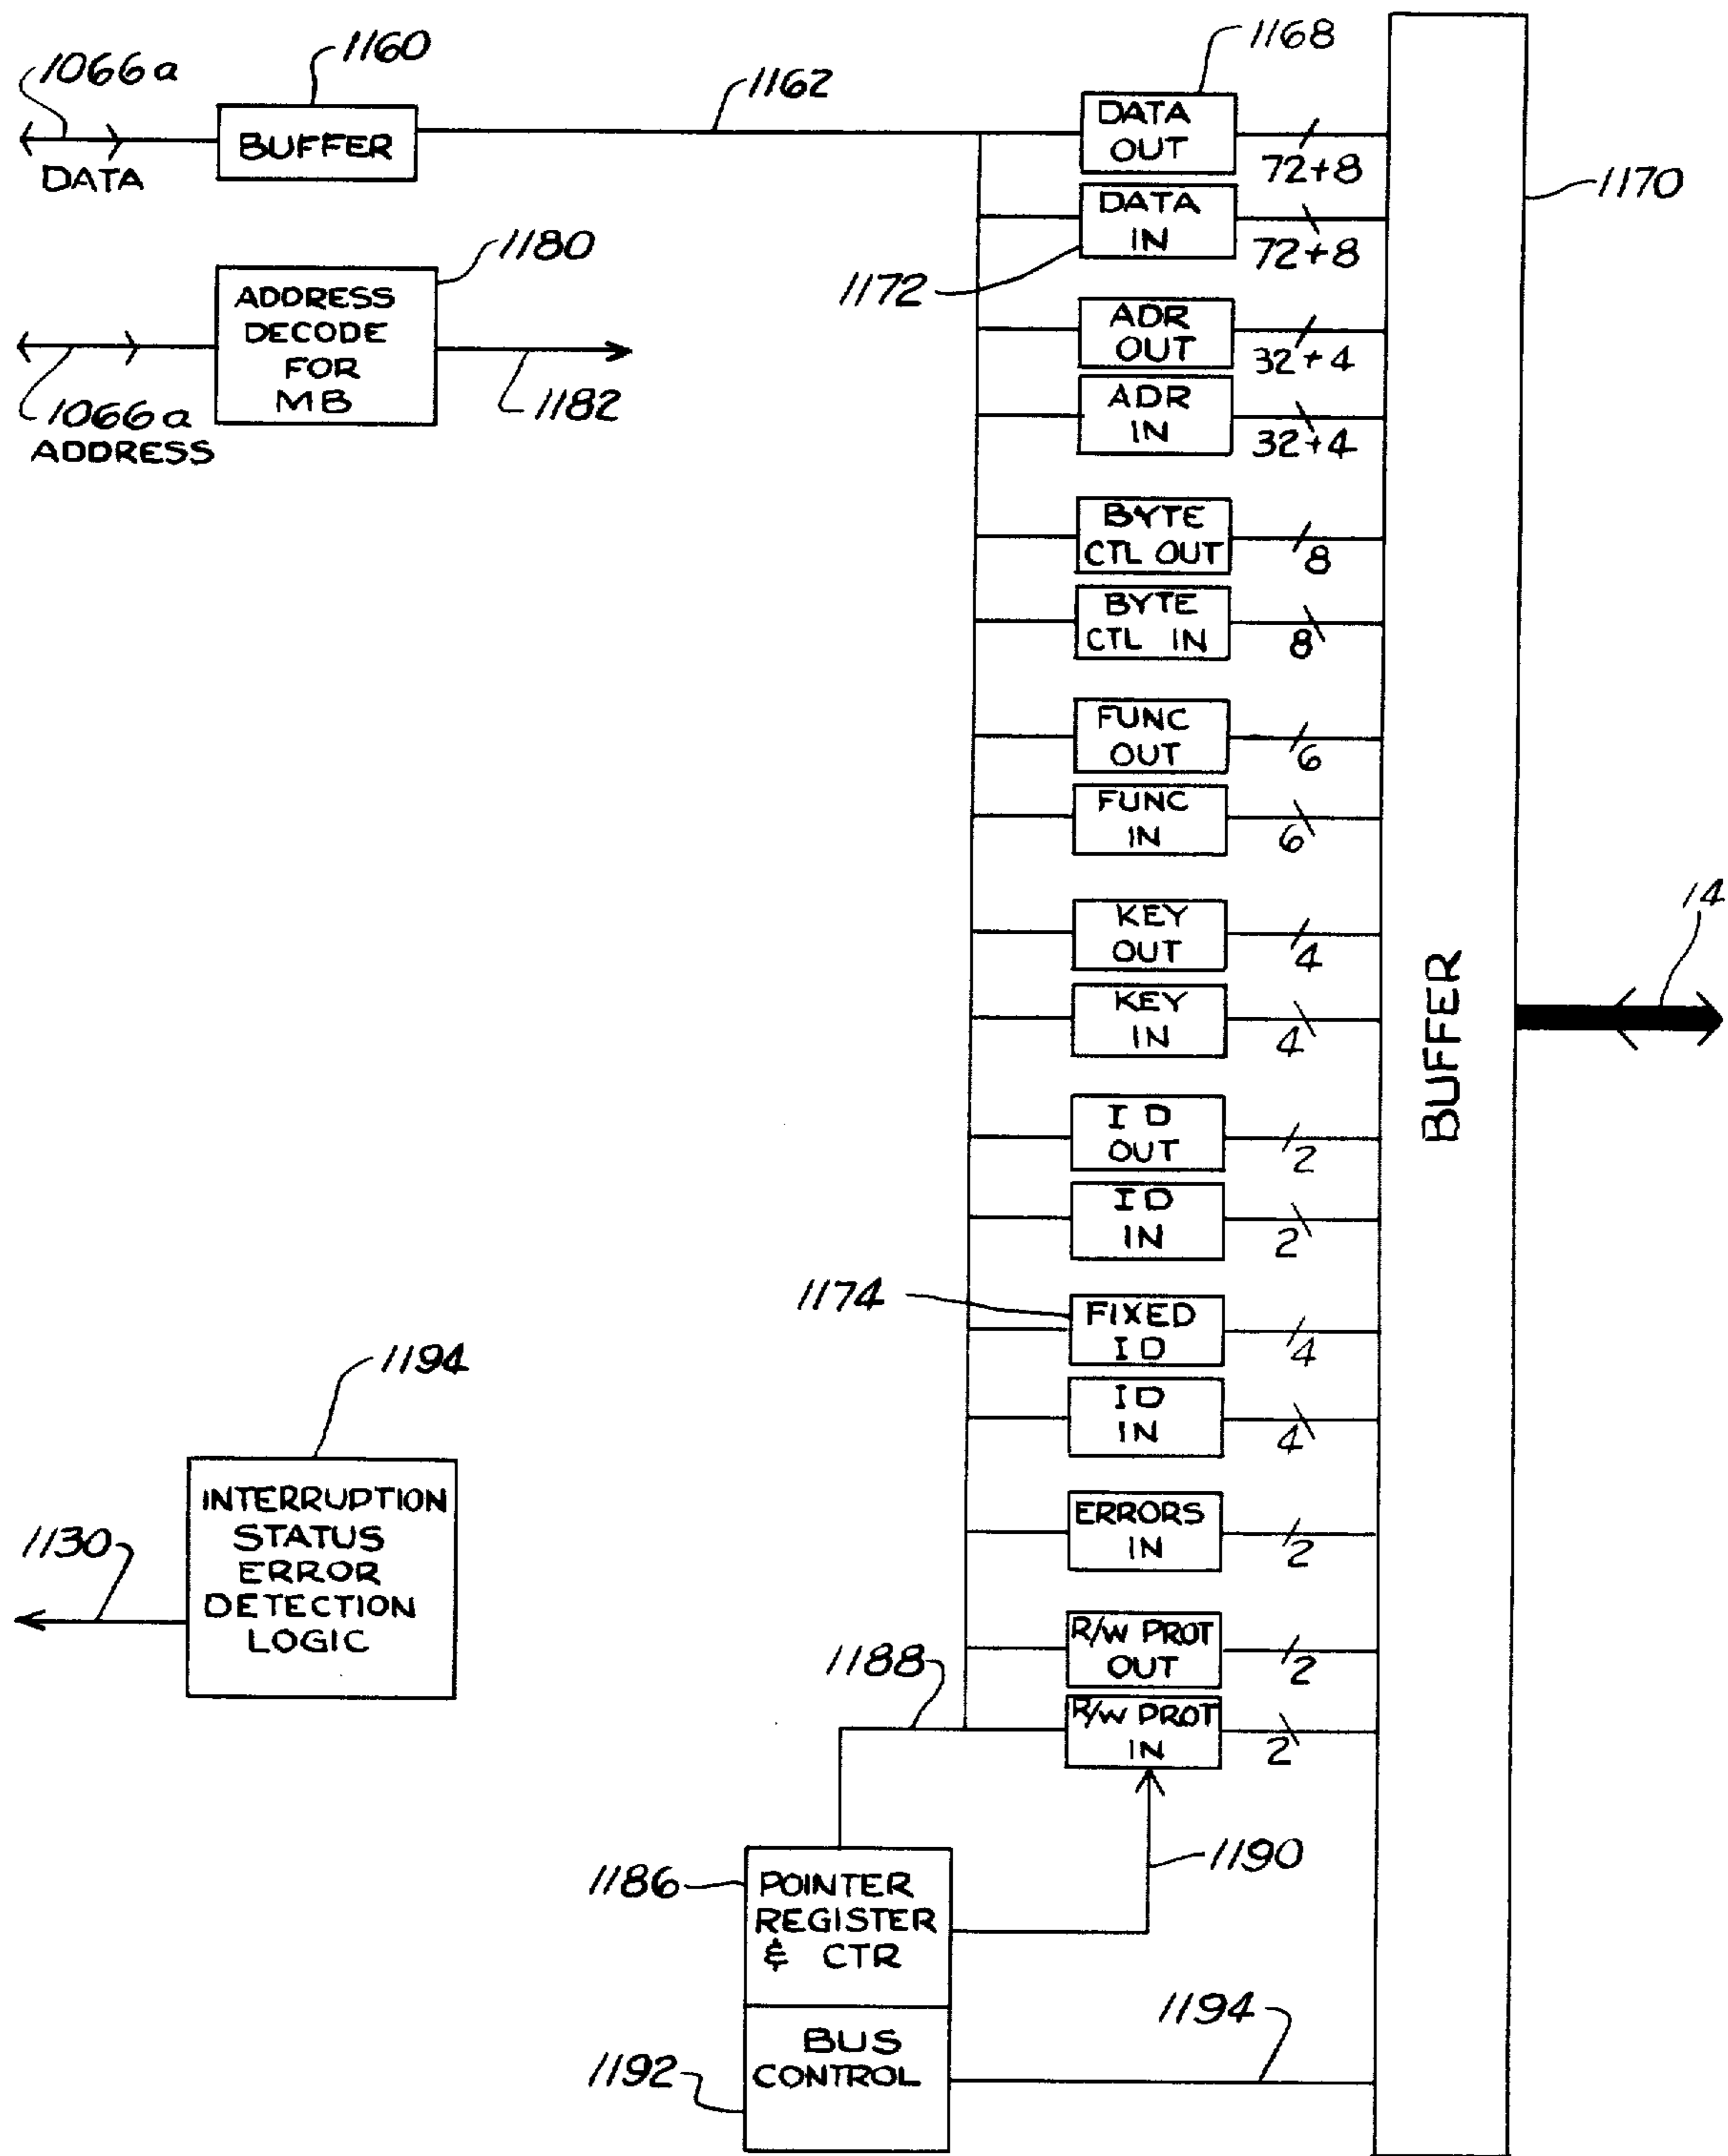 1066a
DATA
1160
BUFFER
1162
1168
DATA
OUT
72+8
1170
DATA
IN
72+8
1172
1180
ADDRESS
DECODE
FOR
MB
1066a
ADDRESS
1182
ADR
OUT
32+4
ADR
IN
32+4
BYTE
CTL OUT
8
BYTE
CTL IN
8
FUNC
OUT
6
FUNC
IN
6
KEY
OUT
4
KEY
IN
4
BUFFER
14
ID
OUT
2
ID
IN
2
1174
FIXED
ID
4
ID
IN
4
1194
INTERRUPTION
STATUS
ERROR
DETECTION
LOGIC
1130
ERRORS
IN
2
R/W PROT
OUT
2
1188
R/W PROT
IN
2
1190
1186
POINTER
REGISTER
& CTR
1192
BUS
CONTROL
1194